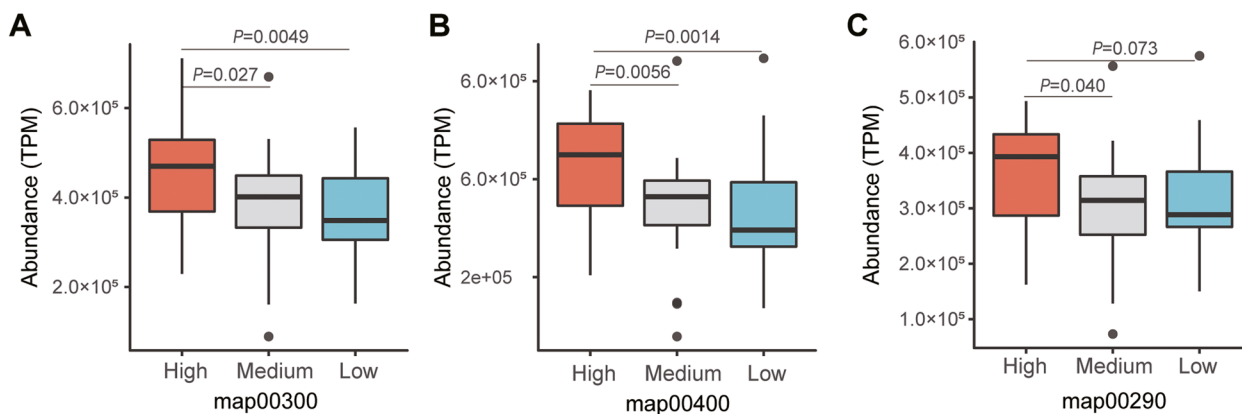 A
P=0.0049
P=0.027
Abundance (TPM)
6.0×10⁵
4.0×10⁵
2.0×10⁵
High Medium Low
map00300
B
P=0.0014
P=0.0056
Abundance (TPM)
6.0×10⁵
6.0×10⁵
2e+05
High Medium Low
map00400
C
P=0.073
P=0.040
Abundance (TPM)
6.0×10⁵
5.0×10⁵
4.0×10⁵
3.0×10⁵
2.0×10⁵
1.0×10⁵
High Medium Low
map00290